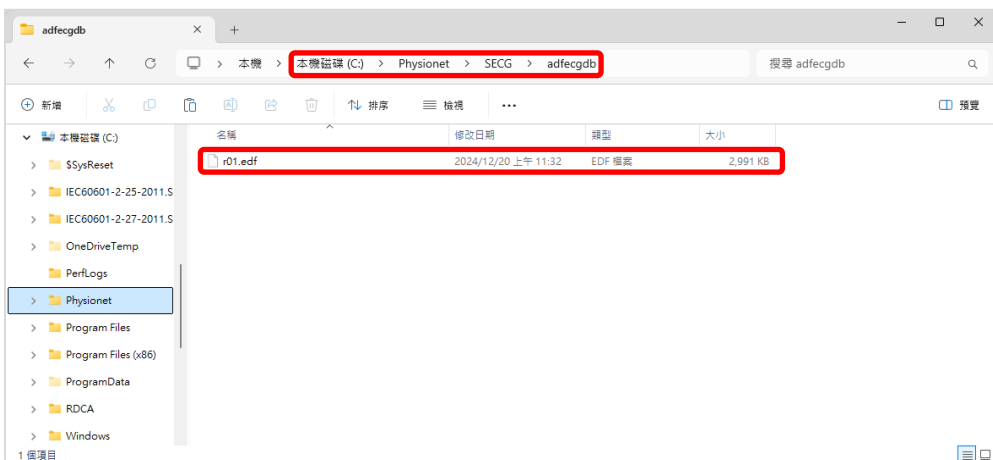 adfecgdb
本機 > 本機磁碟 (C:) > Physionet > SECG > adfecgdb
搜尋 adfecgdb
新增
排序
檢視
預覽
本機磁碟 (C:)
名稱 修改日期 類型 大小
r01.edf 2024/12/20 上午 11:32 EDF 檔案 2,991 KB
$SysReset
IEC60601-2-25-2011.S
IEC60601-2-27-2011.S
OneDriveTemp
PerfLogs
Physionet
Program Files
Program Files (x86)
ProgramData
RDCA
Windows
1 個項目